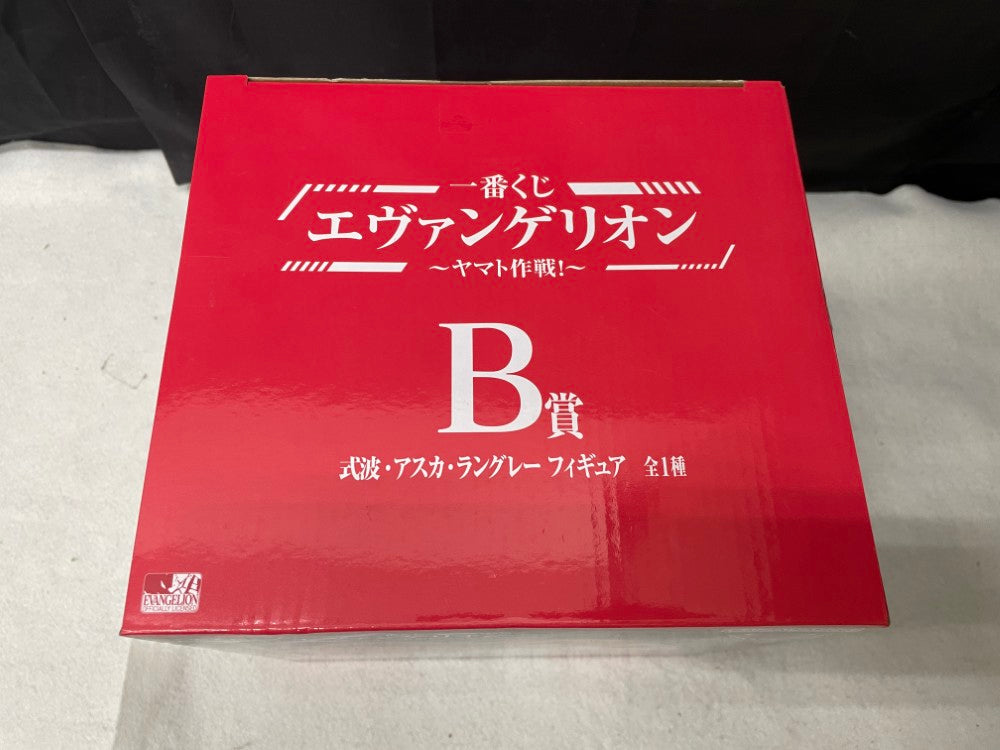 一番くじ
エヴァンゲリオン
～ヤマト作戦！～
B賞
式波・アスカ・ラングレー フィギュア 全1種
EVANGELION
OFFICIALLY LICENSED